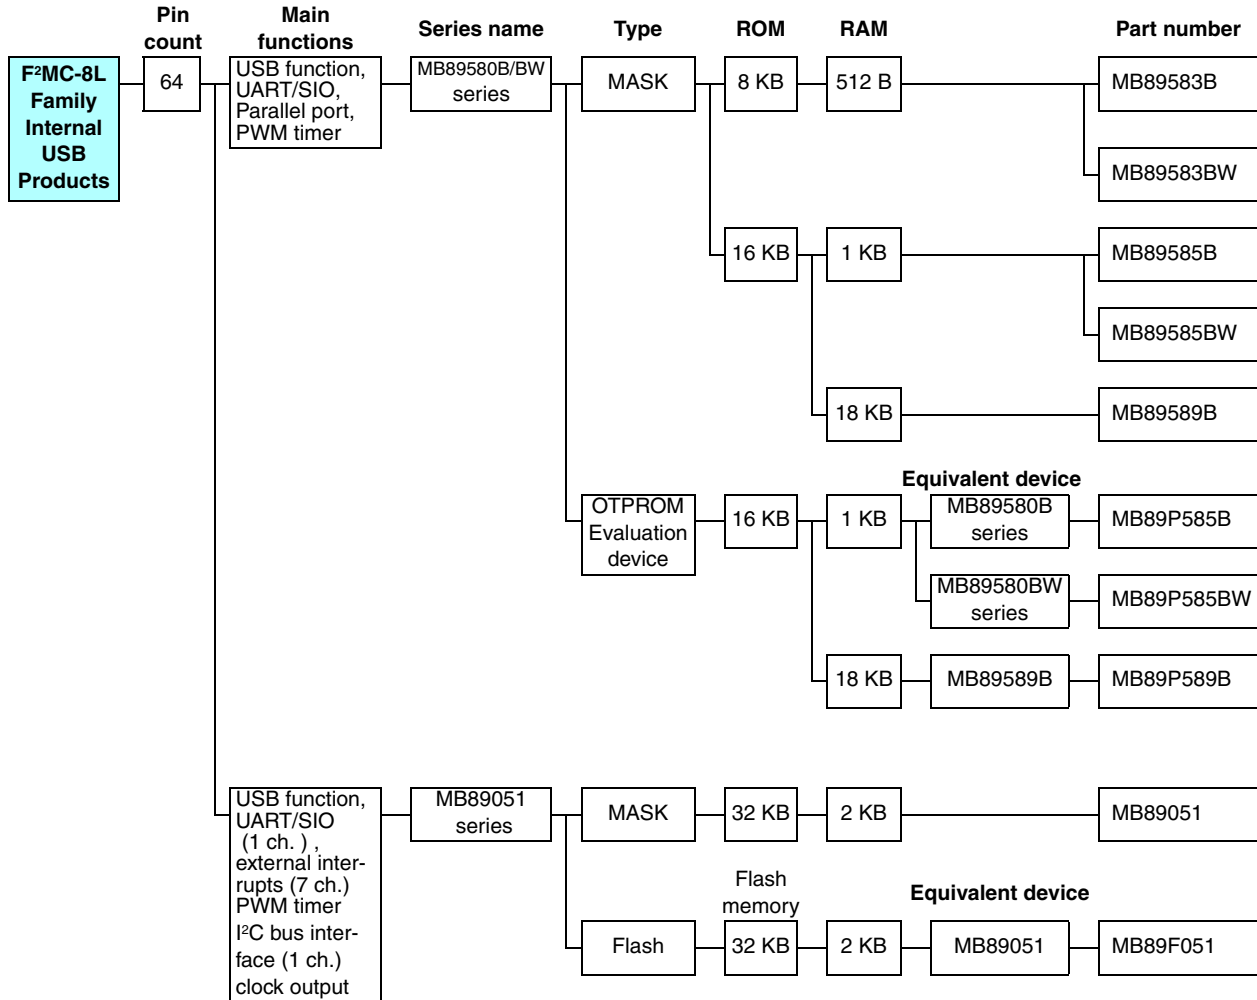 Pin count
Main functions
Series name
Type
ROM
RAM
Part number
F²MC-8L
Family
Internal
USB
Products
64
USB function,
UART/SIO,
Parallel port,
PWM timer
MB89580B/BW
series
MASK
8 KB
512 B
MB89583B
MB89583BW
16 KB
1 KB
MB89585B
MB89585BW
18 KB
MB89589B
Equivalent device
OTPROM
Evaluation
device
16 KB
1 KB
MB89580B
series
MB89P585B
MB89580BW
series
MB89P585BW
18 KB
MB89589B
MB89P589B
USB function,
UART/SIO
(1 ch. ) ,
external inter-
rupts (7 ch.)
PWM timer
I²C bus inter-
face (1 ch.)
clock output
MB89051
series
MASK
32 KB
2 KB
MB89051
Flash
memory
Equivalent device
Flash
32 KB
2 KB
MB89051
MB89F051